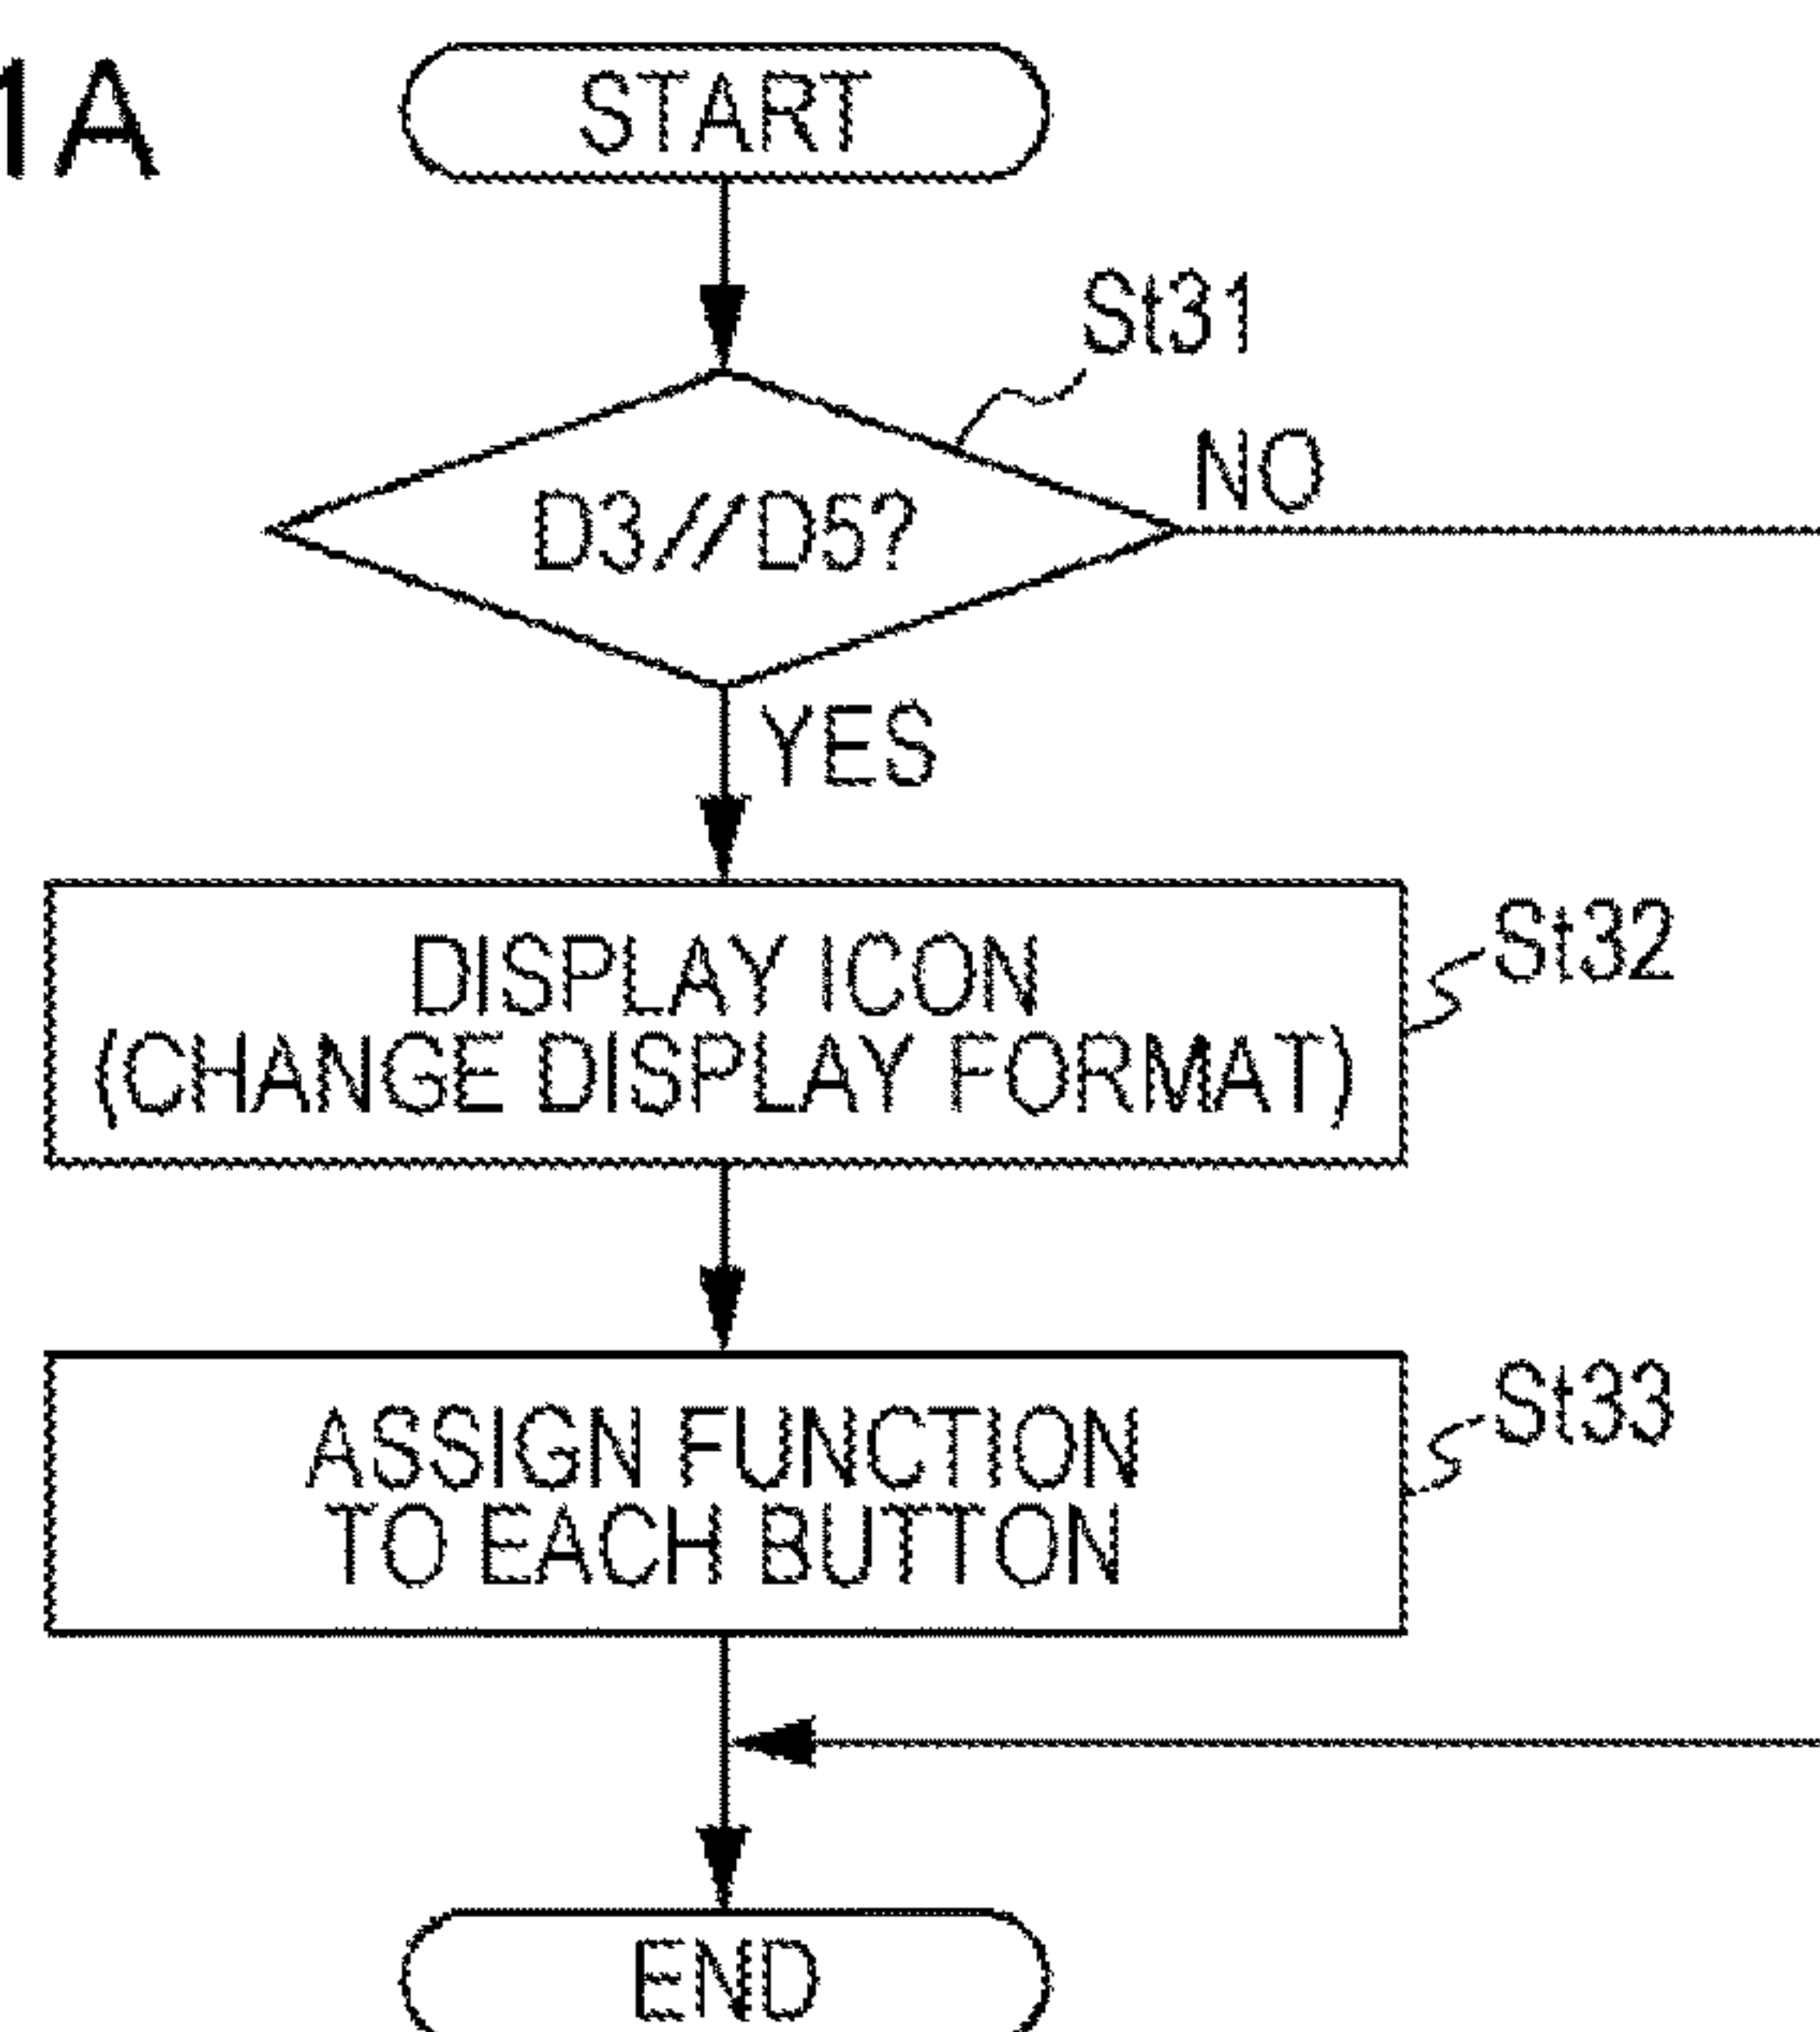 1A
START
St31
NO
D3//D5?
YES
DISPLAY ICON
(CHANGE DISPLAY FORMAT)
St32
ASSIGN FUNCTION
TO EACH BUTTON
St33
END